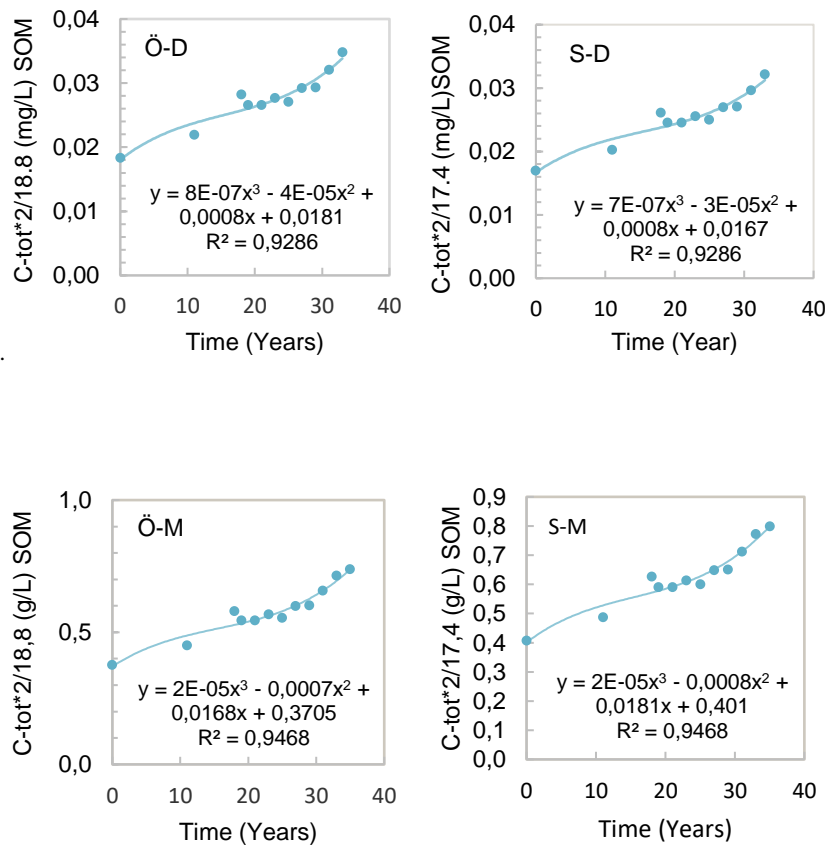 0,04
0,03
0,02
0,01
0,00
C-tot*2/18.8 (mg/L) SOM
Ö-D
y = 8E-07x³ - 4E-05x² +
0,0008x + 0,0181
R² = 0,9286
0 10 20 30 40
Time (Years)
0,04
0,03
0,02
0,01
0,00
C-tot*2/17.4 (mg/L)SOM
S-D
y = 7E-07x³ - 3E-05x² +
0,0008x + 0,0167
R² = 0,9286
0 10 20 30 40
Time (Year)
.
1,0
0,5
0,0
C-tot*2/18,8 (g/L) SOM
Ö-M
y = 2E-05x³ - 0,0007x² +
0,0168x + 0,3705
R² = 0,9468
0 10 20 30 40
Time (Years)
0,9
0,8
0,7
0,6
0,5
0,4
0,3
0,2
0,1
0,0
C-tot*2/17,4 (g/L) SOM
S-M
y = 2E-05x³ - 0,0008x² +
0,0181x + 0,401
R² = 0,9468
0 10 20 30 40
Time (Years)